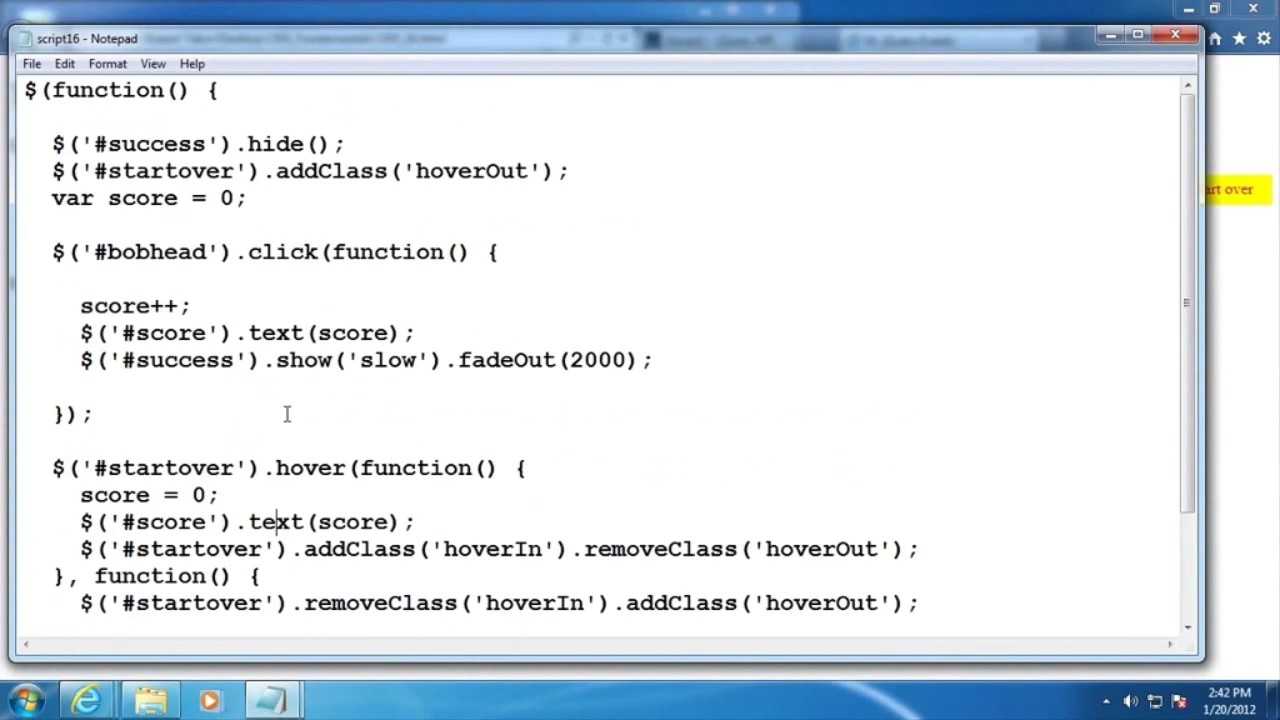 script16 - Notepad
File Edit Format View Help
$(function() {
$('#success').hide();
$('#startover').addClass('hoverOut');
var score = 0;
$('#bobhead').click(function() {
score++;
$('#score').text(score);
$('#success').show('slow').fadeOut(2000);
});
$('#startover').hover(function() {
score = 0;
$('#score').text(score);
$('#startover').addClass('hoverIn').removeClass('hoverOut');
}, function() {
$('#startover').removeClass('hoverIn').addClass('hoverOut');
art over
2:42 PM
1/20/2012